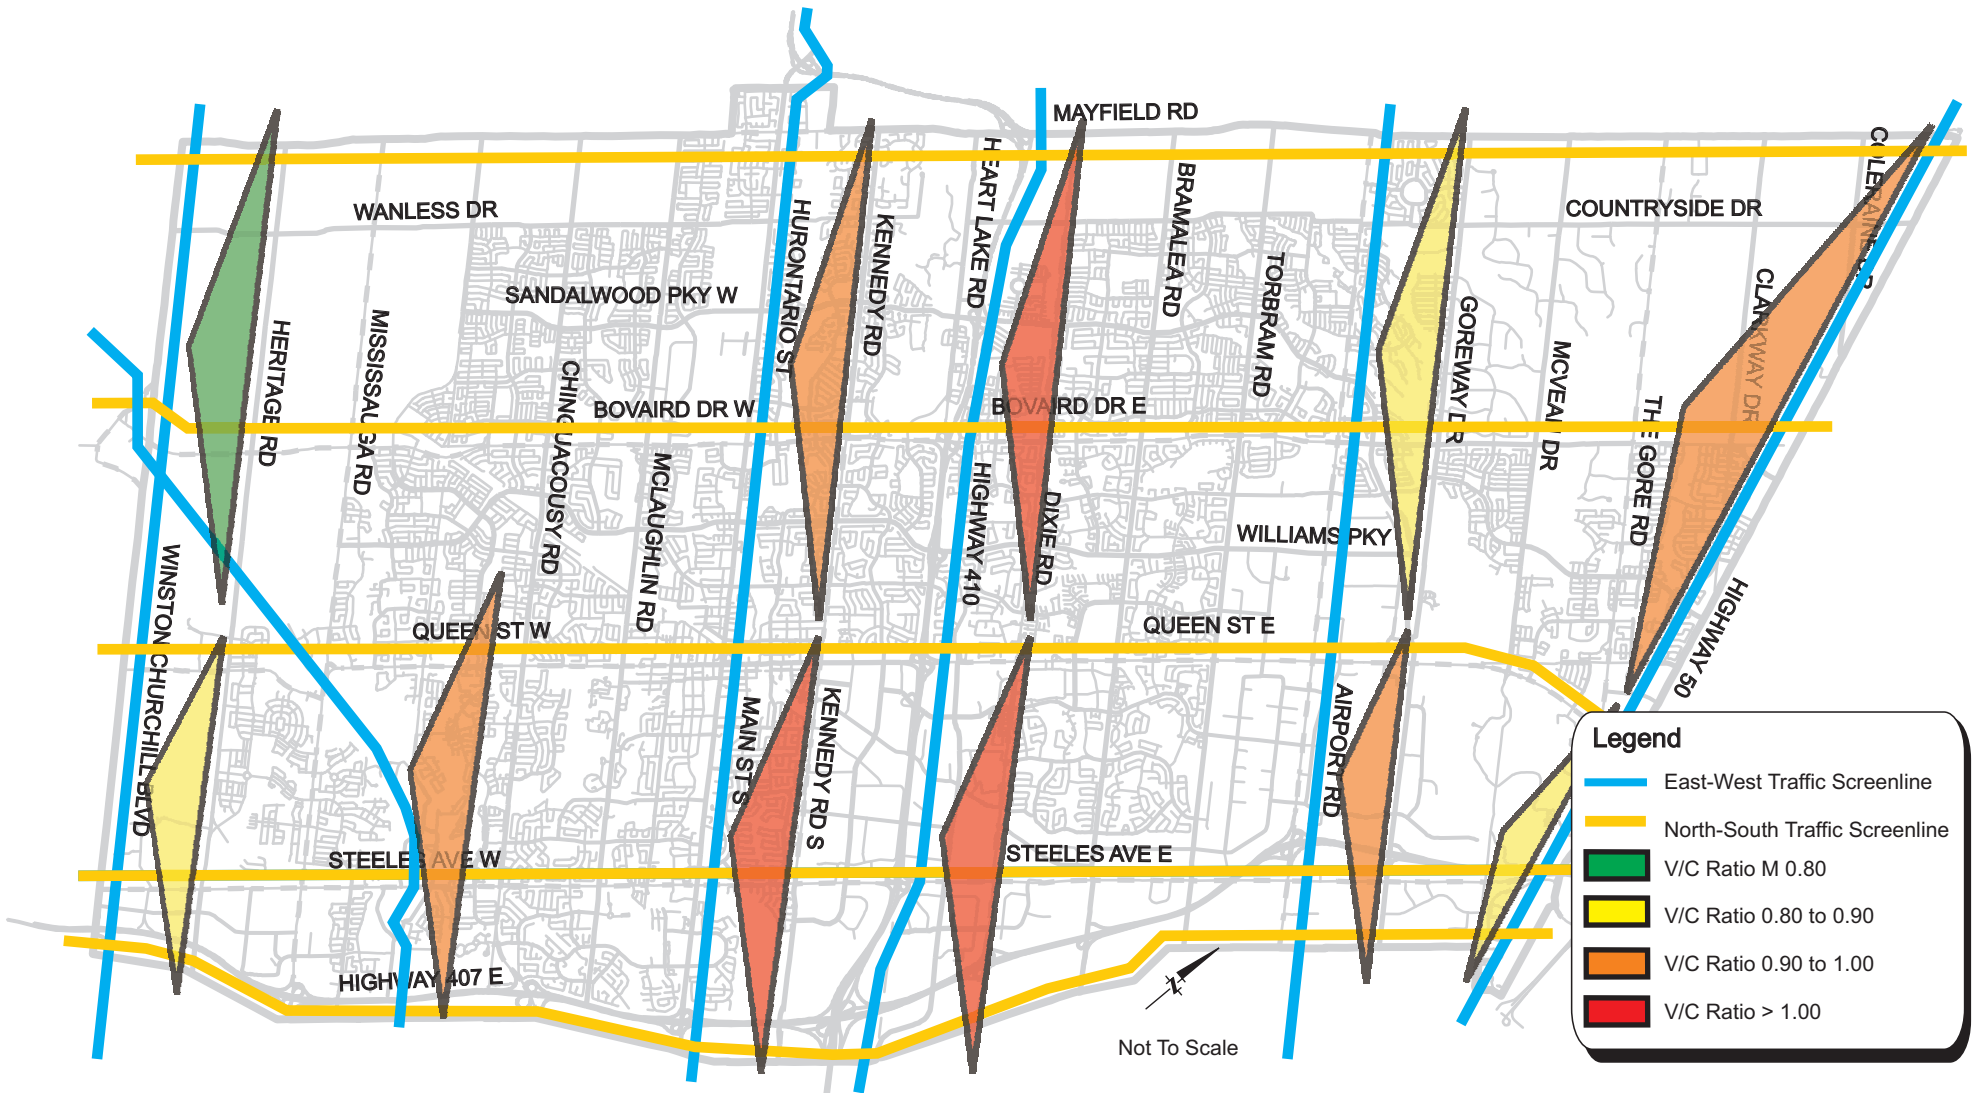 MAYFIELD RD
WANLESS DR
COUNTRYSIDE DR
SANDALWOOD PKY W
BOVAIRD DR W
BOVAIRD DR E
WILLIAMS PKY
QUEEN ST W
QUEEN ST E
STEELES AVE W
STEELES AVE E
HIGHWAY 407 E
WINSTON CHURCHILL BLVD
HERITAGE RD
MISSISSAUGA RD
CHINGUACOUSY RD
MCLAUGHLIN RD
HURONTARIO ST
MAIN ST S
KENNEDY RD
KENNEDY RD S
HEART LAKE RD
HIGHWAY 410
DIXIE RD
BRAMALEA RD
TORBRAM RD
AIRPORT RD
GOREWAY DR
MCVEAN DR
THE GORE RD
CLARKWAY DR
COLERAINE DR
HIGHWAY 50
N
Not To Scale
Legend
East-West Traffic Screenline
North-South Traffic Screenline
V/C Ratio M 0.80
V/C Ratio 0.80 to 0.90
V/C Ratio 0.90 to 1.00
V/C Ratio > 1.00